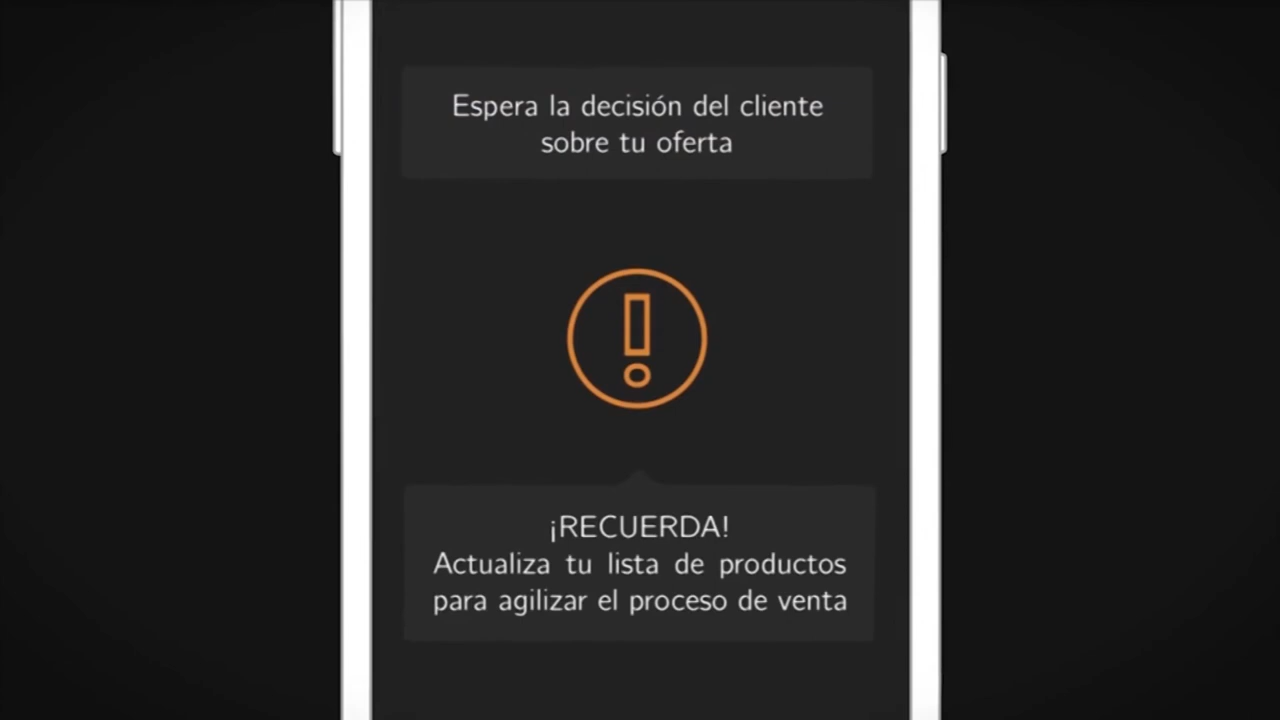 Espera la decisión del cliente
sobre tu oferta
¡RECUERDA!
Actualiza tu lista de productos
para agilizar el proceso de venta